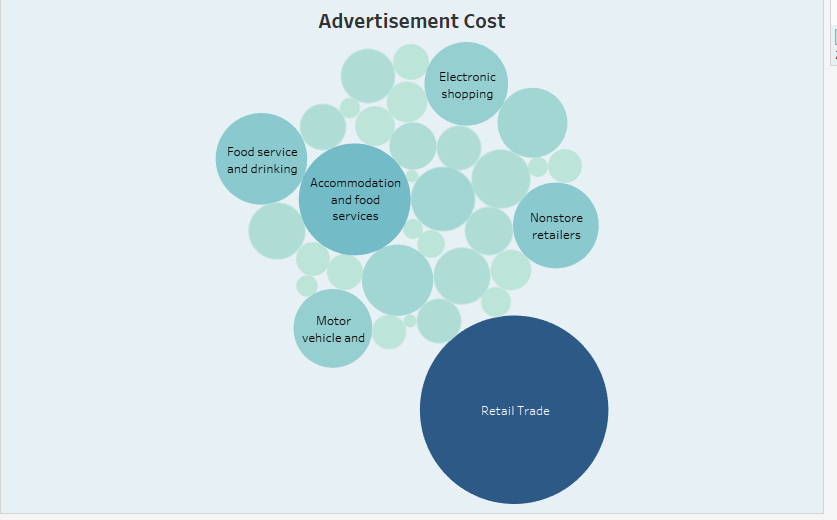 Advertisement Cost
Electronic
shopping
Food service
and drinking
Accommodation
and food
services
Nonstore
retailers
Motor
vehicle and
Retail Trade